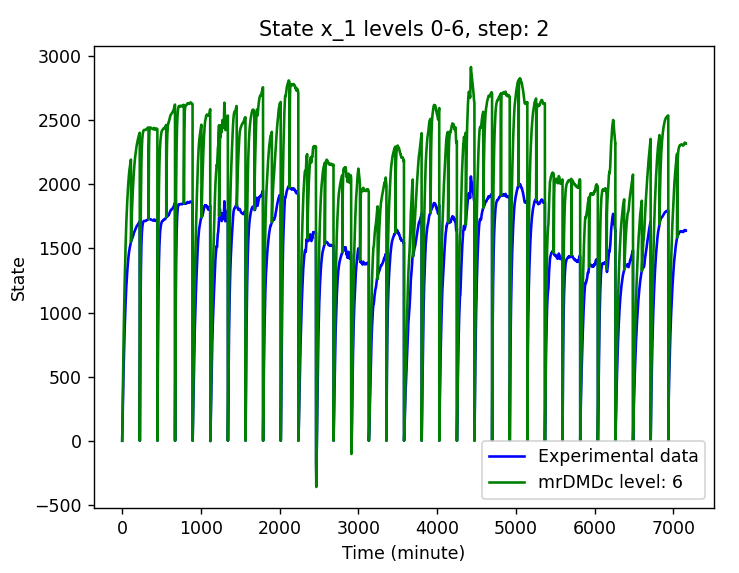 State x_1 levels 0-6, step: 2
3000
2500
2000
1500
1000
500
0
−500
State
0 1000 2000 3000 4000 5000 6000 7000
Time (minute)
Experimental data
mrDMDc level: 6